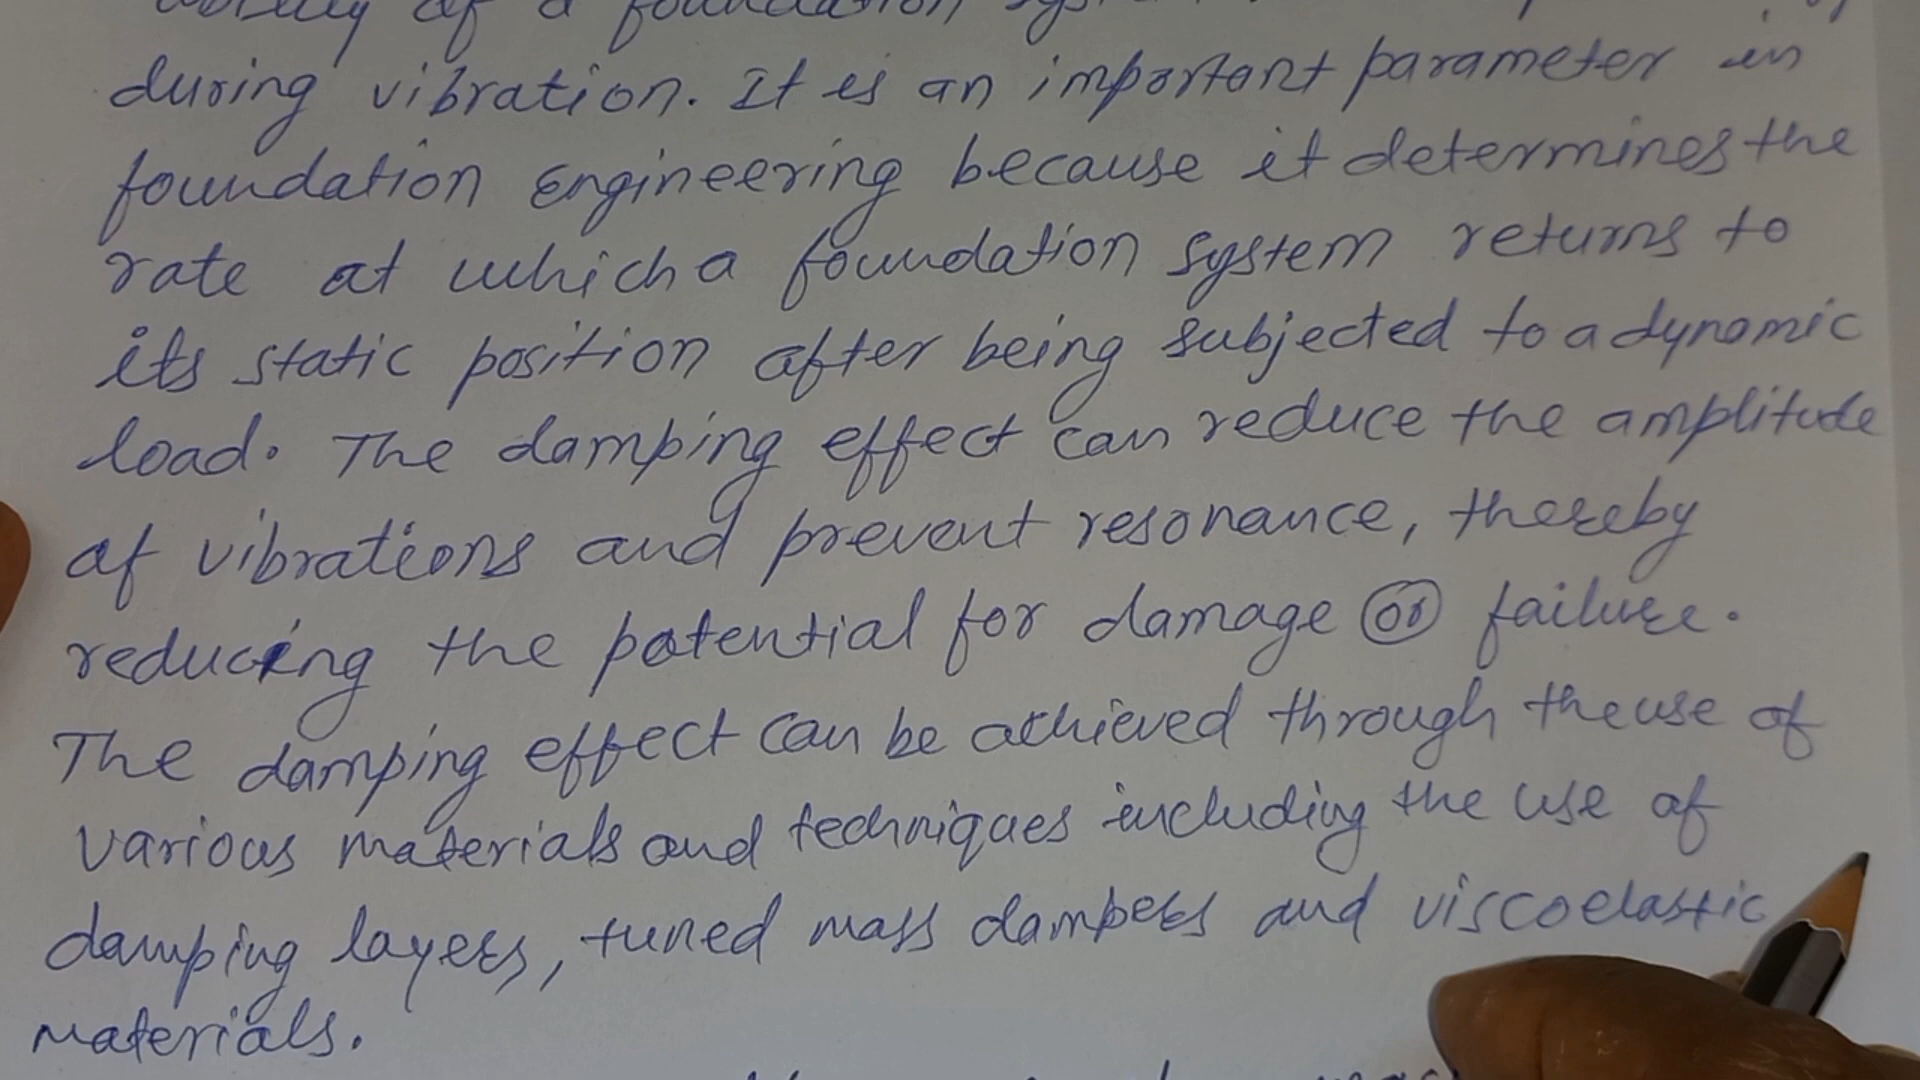 ability of a foundation system
during vibration. It is an important parameter in
foundation Engineering because it determines the
rate at which a foundation system returns to
its static position after being subjected to a dynamic
load. The damping effect can reduce the amplitude
of vibrations and prevent resonance, thereby
reducing the potential for damage or failure.
The damping effect can be achieved through the use of
various materials and techniques including the use of
damping layers, tuned mass dampers and viscoelastic
materials.